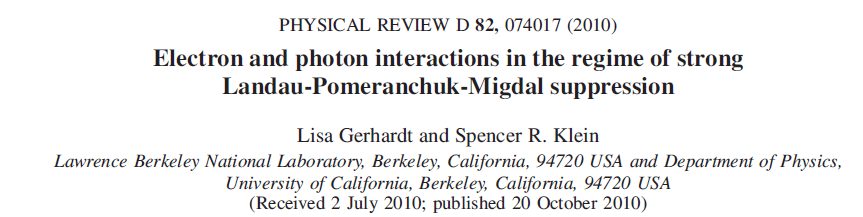 PHYSICAL REVIEW D 82, 074017 (2010)
Electron and photon interactions in the regime of strong
Landau-Pomeranchuk-Migdal suppression
Lisa Gerhardt and Spencer R. Klein
Lawrence Berkeley National Laboratory, Berkeley, California, 94720 USA and Department of Physics,
University of California, Berkeley, California, 94720 USA
(Received 2 July 2010; published 20 October 2010)